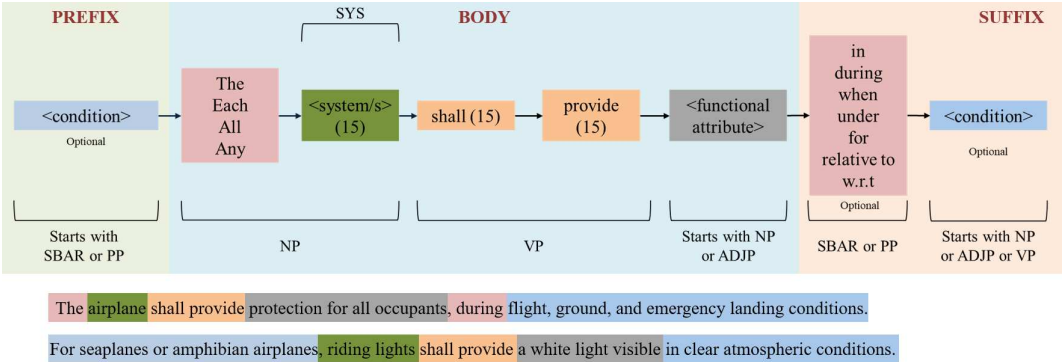 PREFIX
SYS
BODY
SUFFIX
<condition>
Optional
The
Each
All
Any
<system/s>
(15)
shall (15)
provide
(15)
<functional
attribute>
in
during
when
under
for
relative to
w.r.t
Optional
<condition>
Optional
Starts with
SBAR or PP
NP
VP
Starts with NP
or ADJP
SBAR or PP
Starts with NP
or ADJP or VP
The airplane shall provide protection for all occupants, during flight, ground, and emergency landing conditions.
For seaplanes or amphibian airplanes, riding lights shall provide a white light visible in clear atmospheric conditions.